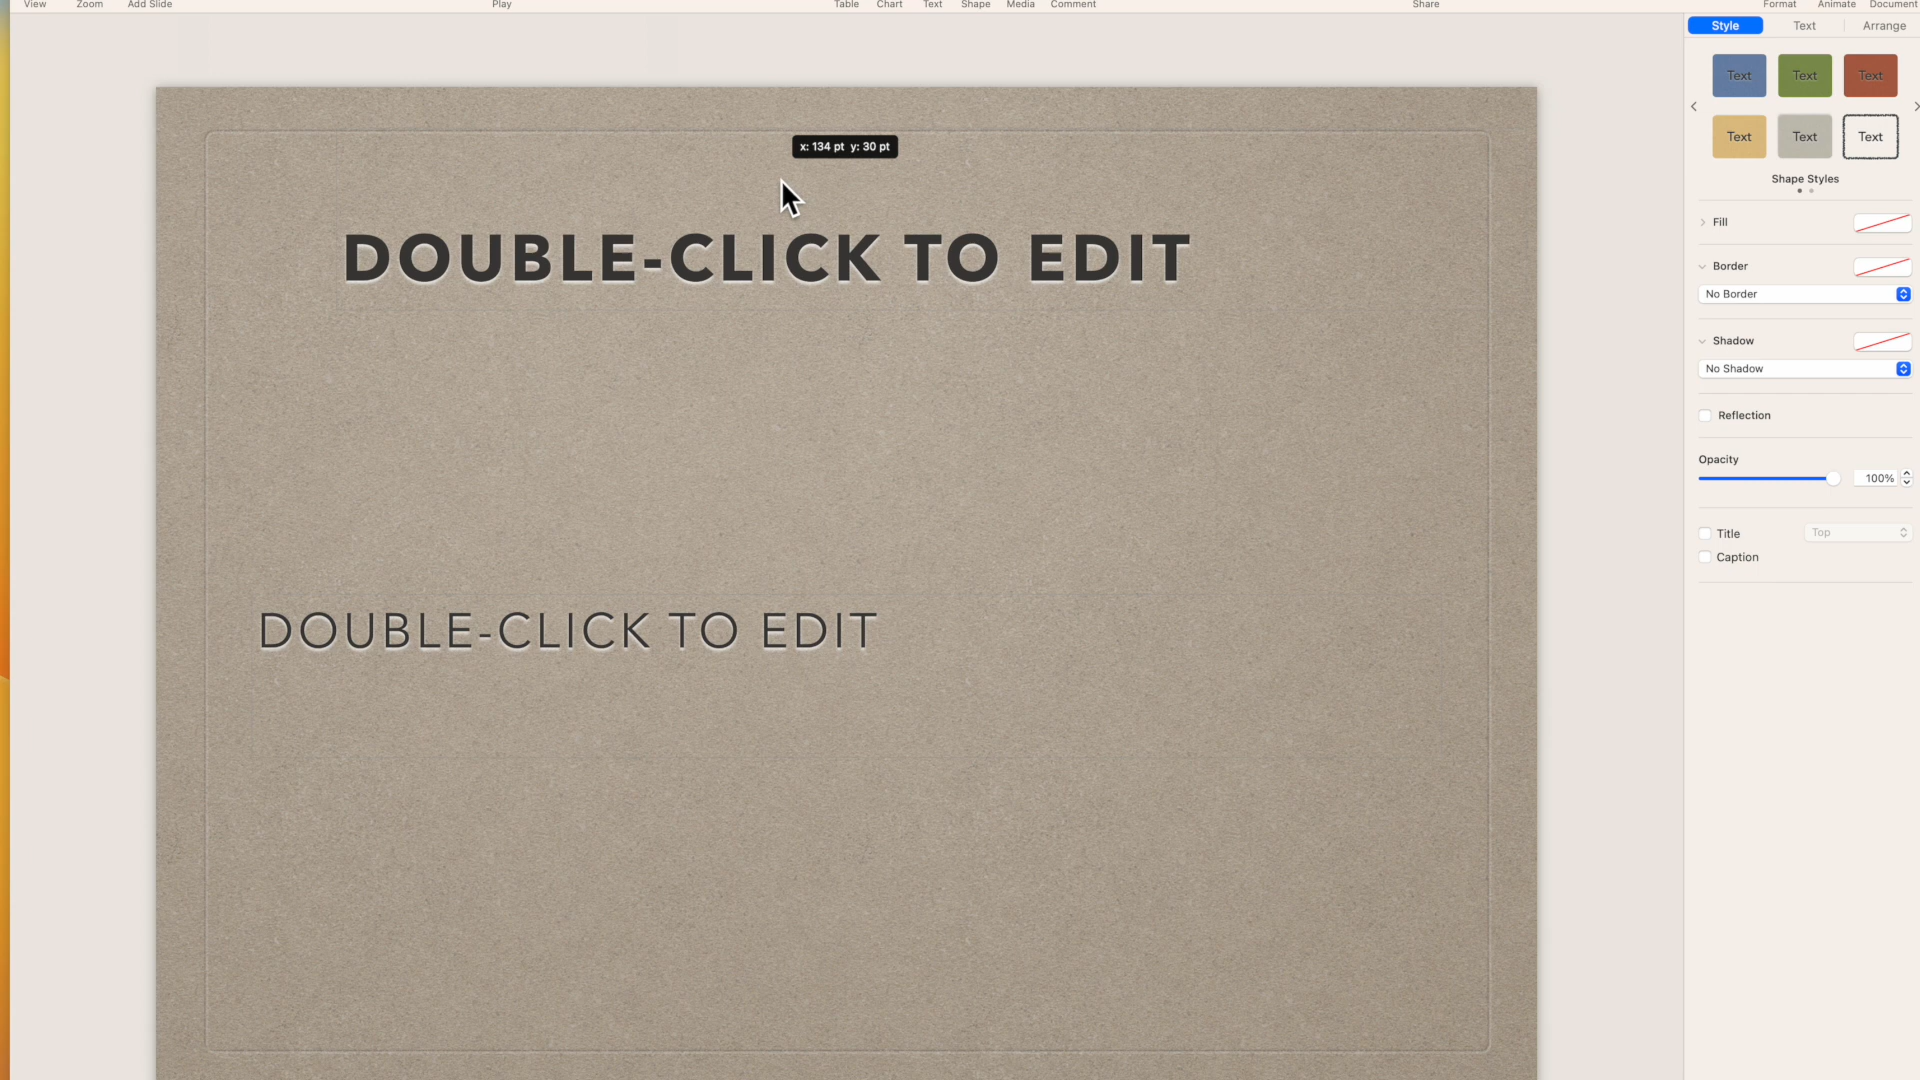 View Zoom Add Slide Play Table Chart Text Shape Media Comment Share Format Animate Document
Style Text Arrange
x: 134 pt y: 30 pt
DOUBLE-CLICK TO EDIT
DOUBLE-CLICK TO EDIT
Text Text Text
Text Text Text
Shape Styles
Fill
Border
No Border
Shadow
No Shadow
Reflection
Opacity
100%
Title Top
Caption